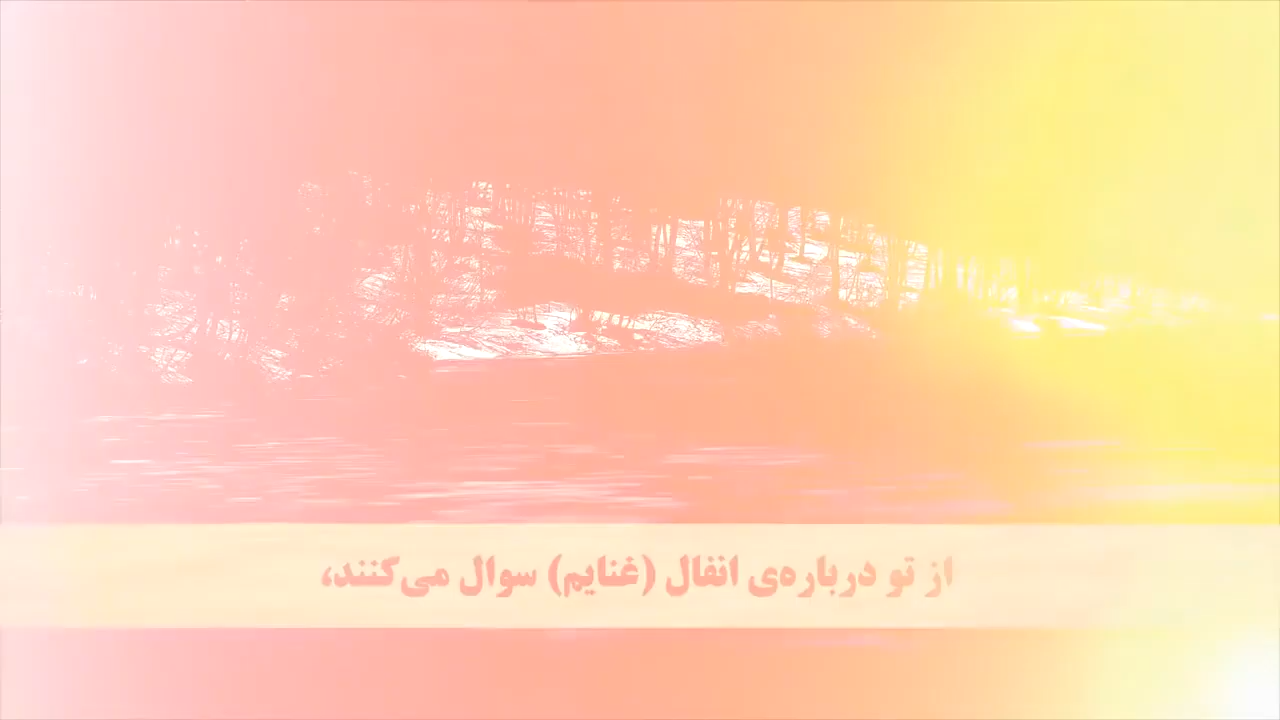 از تو درباره‌ی انفال (غنایم) سوال می‌کنند،